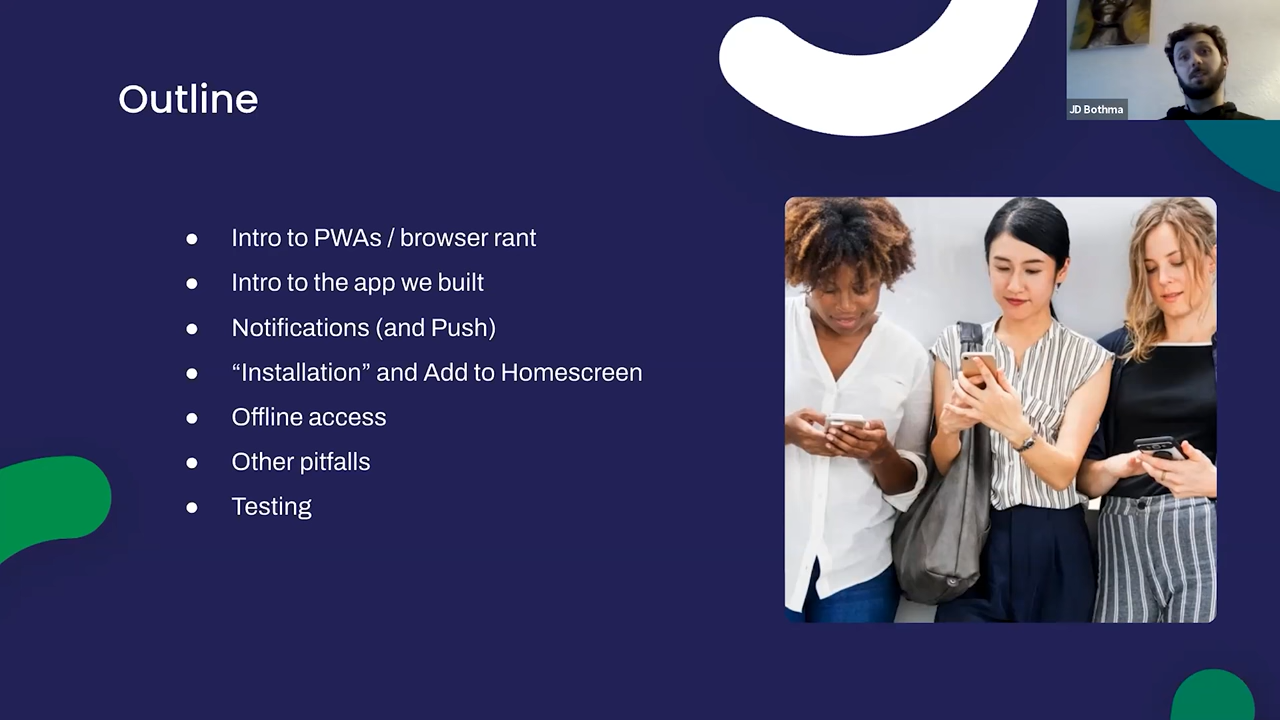 Outline
JD Bothma
● Intro to PWAs / browser rant
● Intro to the app we built
● Notifications (and Push)
● “Installation” and Add to Homescreen
● Offline access
● Other pitfalls
● Testing